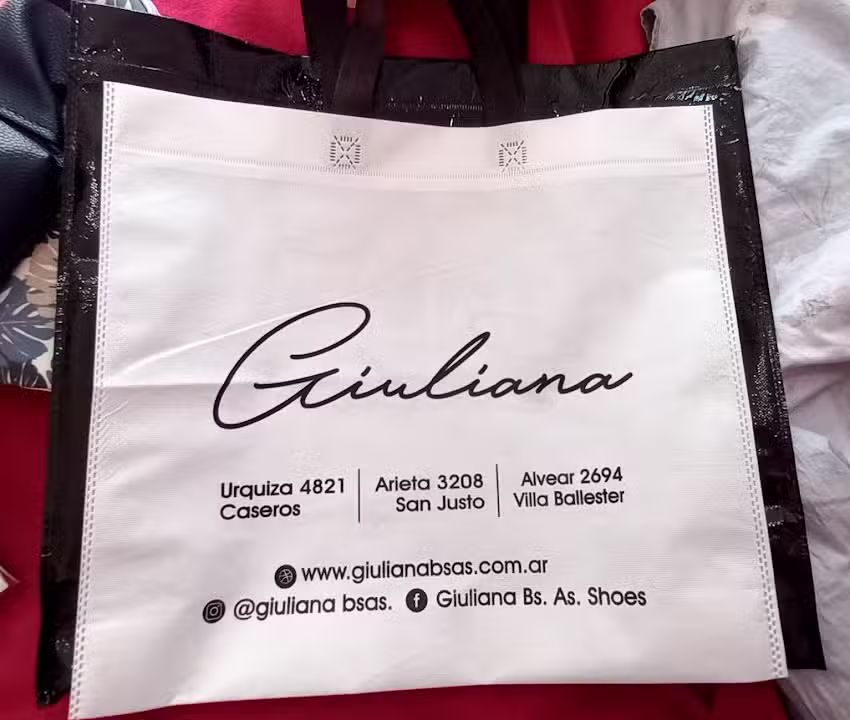 Giuliana
Urquiza 4821
Caseros
Arieta 3208
San Justo
Alvear 2694
Villa Ballester
www.giulianabsas.com.ar
@giuliana bsas. Giuliana Bs. As. Shoes